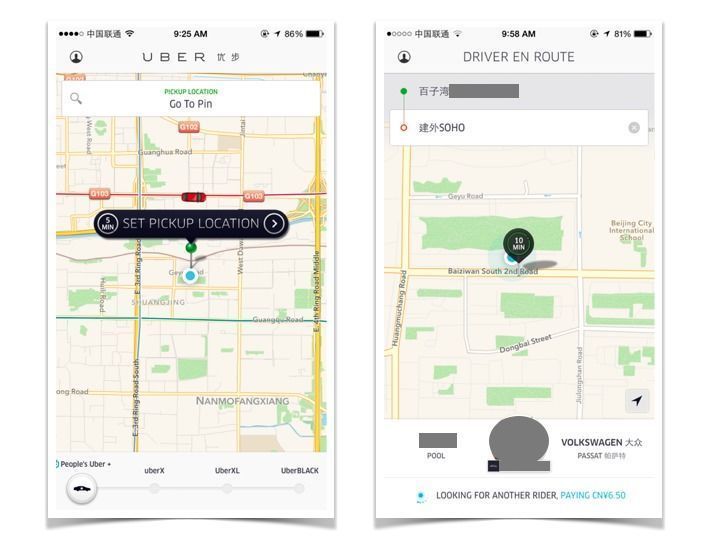 中国联通
9:25 AM
86%
UBER 优步
PICKUP LOCATION
Go To Pin
G102
Guanghua Road
G103
G103
5 MIN
SET PICKUP LOCATION
E. 3rd Ring Road
SHUANGJING
Guangqu Road
E. 4th Ring Road Middle
E. 3rd Ring Road South
ong Road
NANMOFANGXIANG
People's Uber +
uberX
UberXL
UberBLACK
中国联通
9:58 AM
81%
DRIVER EN ROUTE
百子湾
建外SOHO
Geyu Road
Beijing City
International
School
10
MIN
Baiziwan South 2nd Road
Huangmuchang Road
Dongbai Street
Jiulongshan Road
POOL
VOLKSWAGEN 大众
PASSAT 帕萨特
LOOKING FOR ANOTHER RIDER, PAYING CN¥6.50